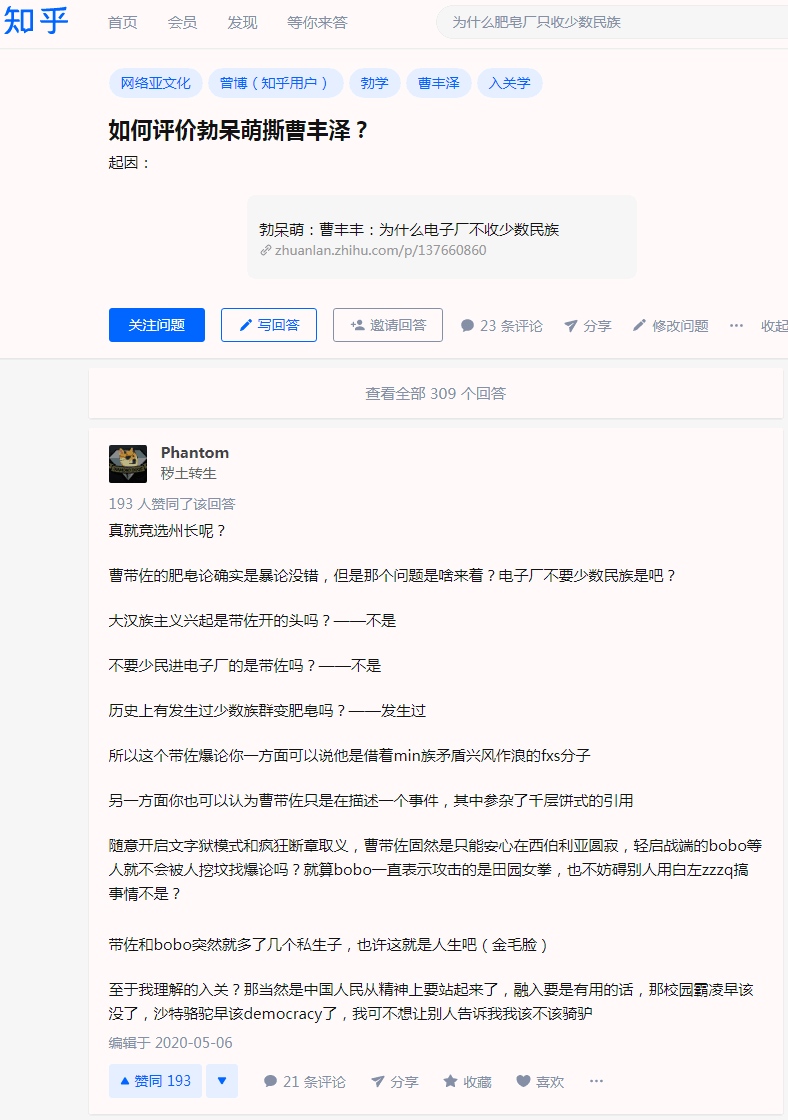 知乎 首页 会员 发现 等你来答 为什么肥皂厂只收少数民族
网络亚文化 曾博（知乎用户） 勃学 曹丰泽 入关学
如何评价勃呆萌撕曹丰泽？
起因：
勃呆萌：曹丰丰：为什么电子厂不收少数民族
zhuanlan.zhihu.com/p/137660860
关注问题 写回答 邀请回答 23 条评论 分享 修改问题 ··· 收起
查看全部 309 个回答
Phantom
秽土转生
193 人赞同了该回答
真就竞选州长呢？
曹带佐的肥皂论确实是暴论没错，但是那个问题是啥来着？电子厂不要少数民族是吧？
大汉族主义兴起是带佐开的头吗？——不是
不要少民进电子厂的是带佐吗？——不是
历史上有发生过少数族群变肥皂吗？——发生过
所以这个带佐爆论你一方面可以说他是借着min族矛盾兴风作浪的fxs分子
另一方面你也可以认为曹带佐只是在描述一个事件，其中参杂了千层饼式的引用
随意开启文字狱模式和疯狂断章取义，曹带佐固然是只能安心在西伯利亚圆寂，轻启战端的bobo等
人就不会被人挖坟找爆论吗？就算bobo一直表示攻击的是田园女拳，也不妨碍别人用白左zzzq搞
事情不是？
带佐和bobo突然就多了几个私生子，也许这就是人生吧（金毛脸）
至于我理解的入关？那当然是中国人民从精神上要站起来了，融入要是有用的话，那校园霸凌早该
没了，沙特骆驼早该democracy了，我可不想让别人告诉我我该不该骑驴
编辑于 2020-05-06
赞同 193 21 条评论 分享 收藏 喜欢 ···